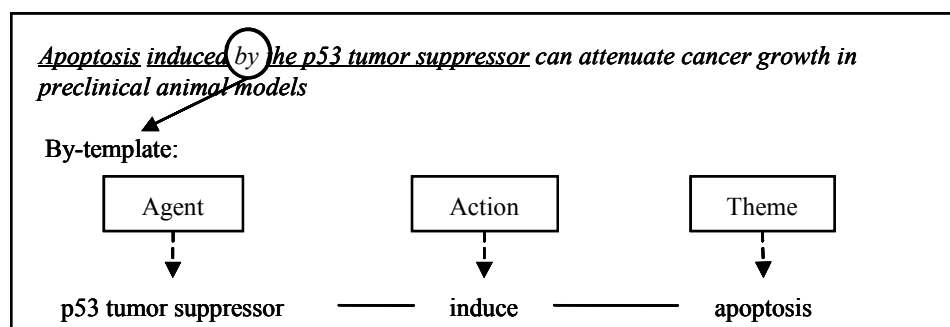 Apoptosis induced by the p53 tumor suppressor can attenuate cancer growth in
preclinical animal models
By-template:
Agent Action Theme
p53 tumor suppressor induce apoptosis